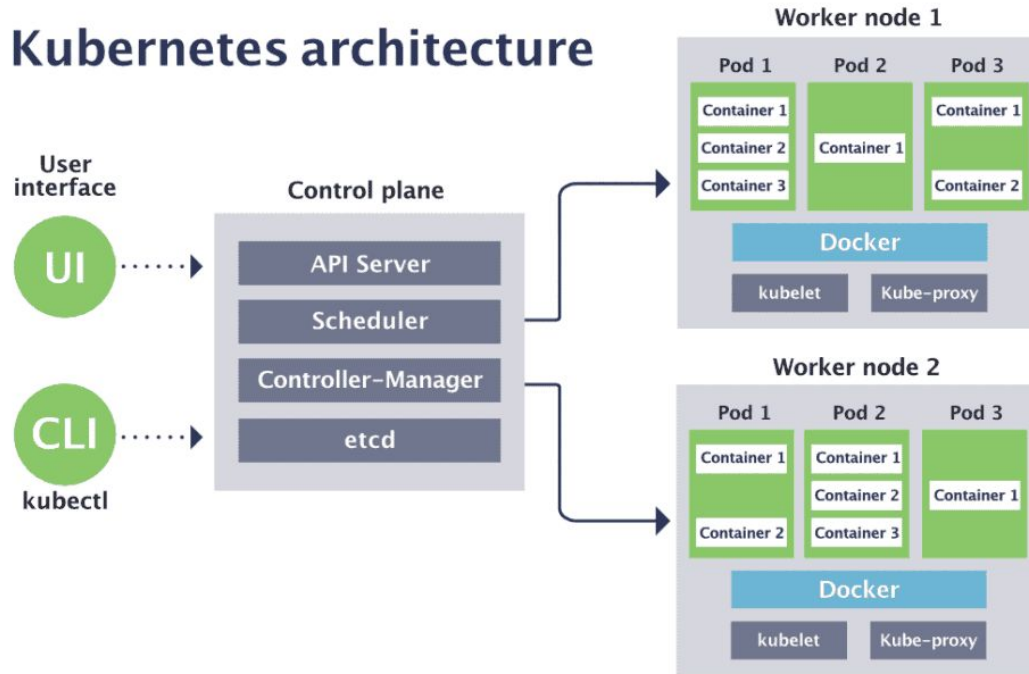 Kubernetes architecture
User
interface
UI
CLI
kubectl
Control plane
API Server
Scheduler
Controller-Manager
etcd
Worker node 1
Pod 1
Container 1
Container 2
Container 3
Pod 2
Container 1
Pod 3
Container 1
Container 2
Docker
kubelet
Kube-proxy
Worker node 2
Pod 1
Container 1
Container 2
Pod 2
Container 1
Container 2
Container 3
Pod 3
Container 1
Docker
kubelet
Kube-proxy